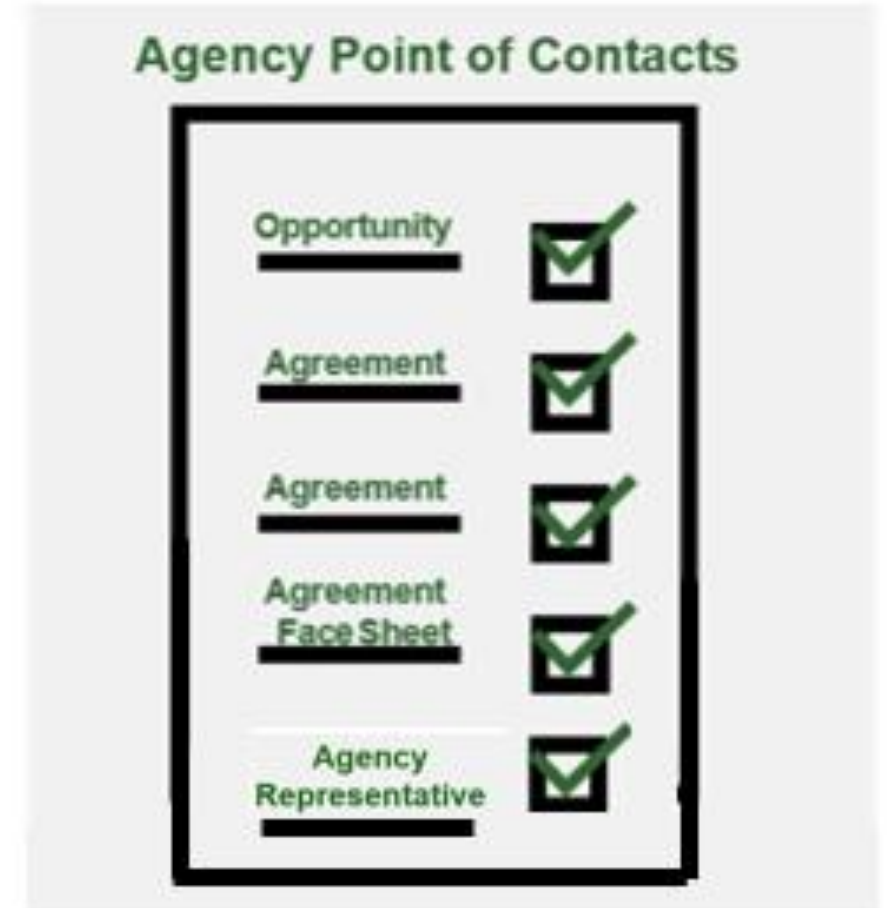 Agency Point of Contacts
Opportunity
Agreement
Agreement
Agreement
Face Sheet
Agency
Representative